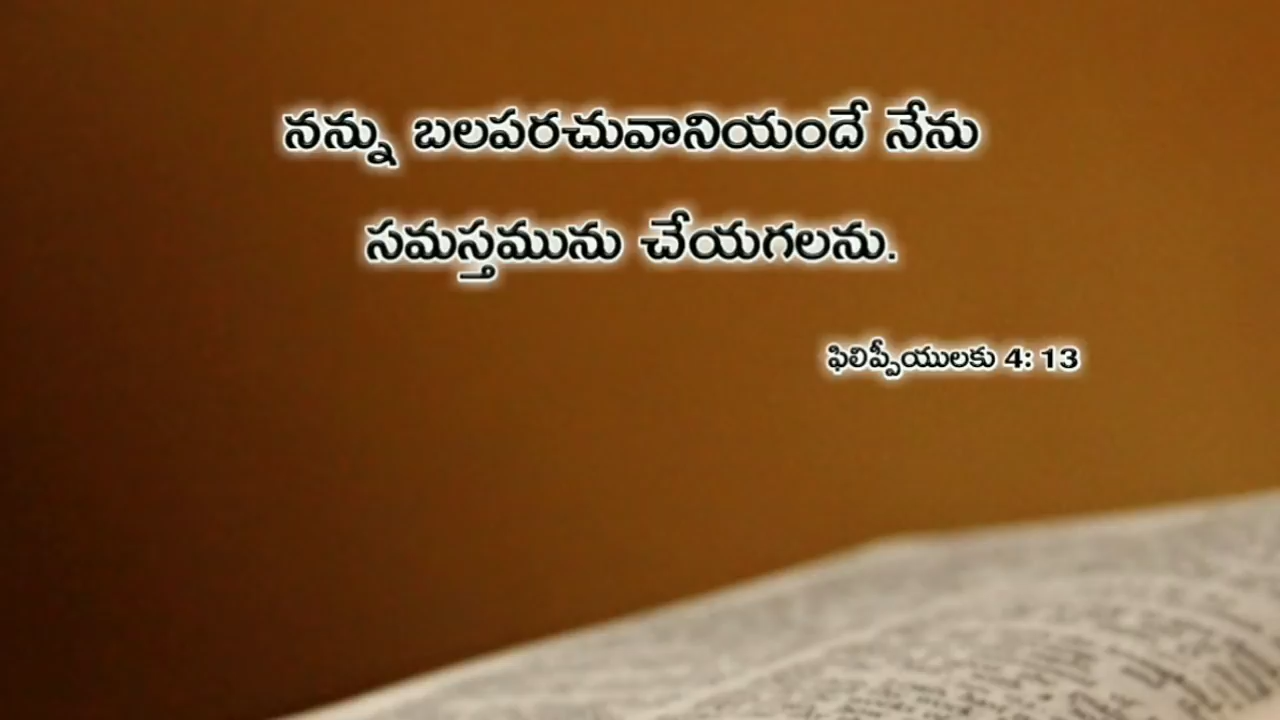 నన్ను బలపరచువానియందే నేను
సమస్తమును చేయగలను.
ఫిలిప్పీయులకు 4: 13